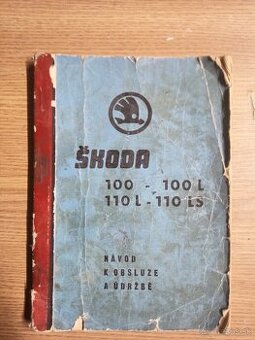 ŠKODA
100 - 100 L
110 L - 110 LS
NÁVOD
K OBSLUZE
A ÚDRŽBĚ